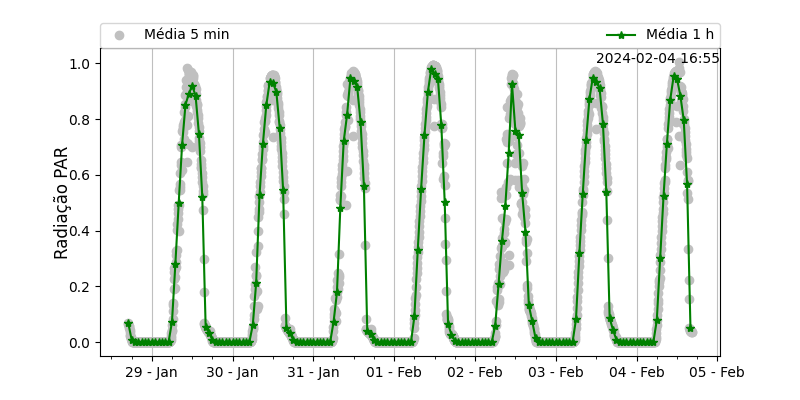 Média 5 min
Média 1 h
2024-02-04 16:55
Radiação PAR
1.0
0.8
0.6
0.4
0.2
0.0
29 - Jan
30 - Jan
31 - Jan
01 - Feb
02 - Feb
03 - Feb
04 - Feb
05 - Feb